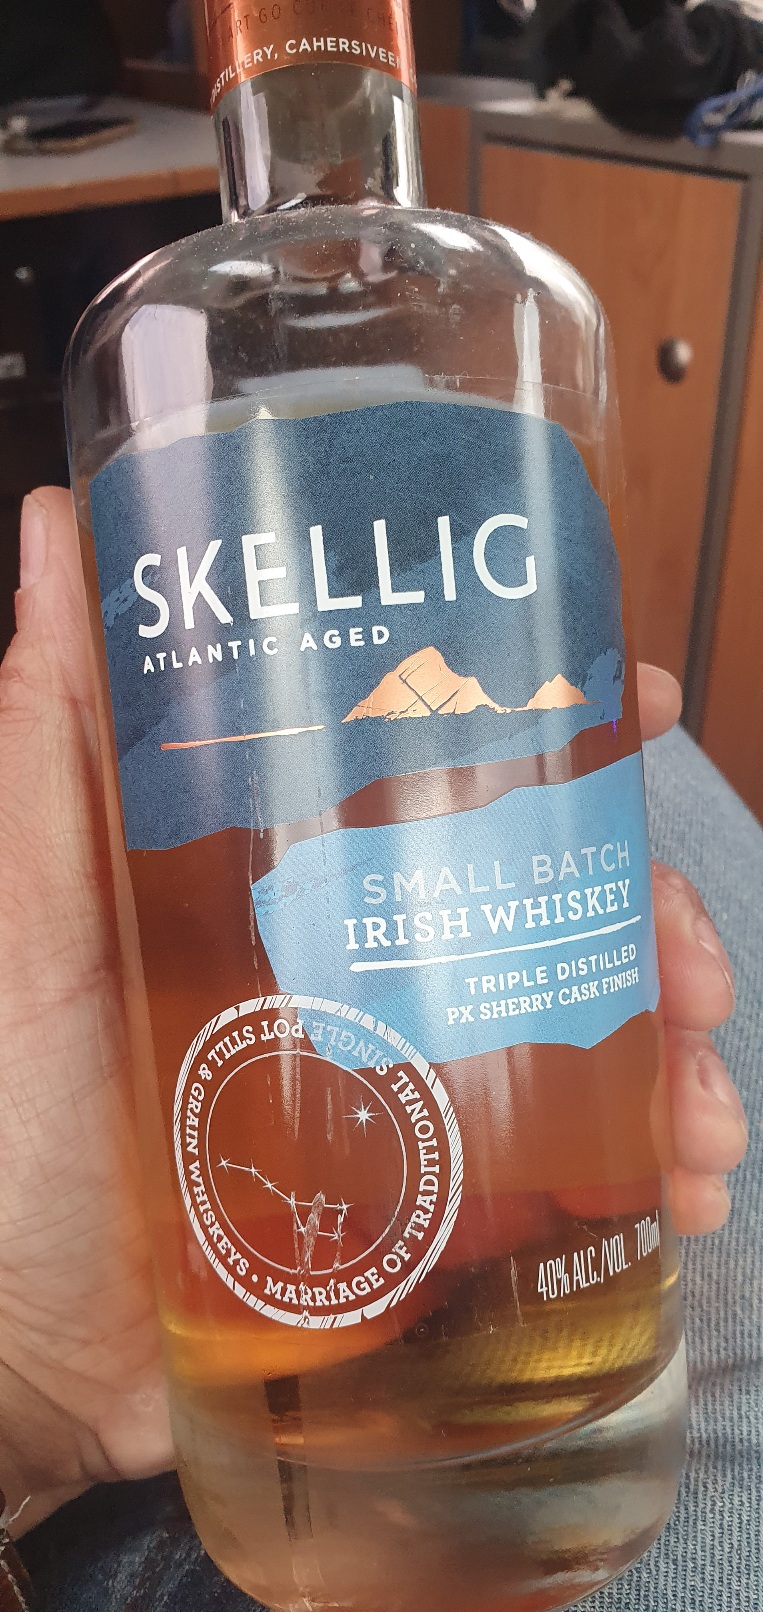 DISTILLERY, CAHERSIVEEN
SKELLIG
ATLANTIC AGED
SMALL BATCH
IRISH WHISKEY
TRIPLE DISTILLED
PX SHERRY CASK FINISH
MARRIAGE OF TRADITIONAL SINGLE POT STILL & GRAIN WHISKEYS •
40% ALC./VOL. 700ml